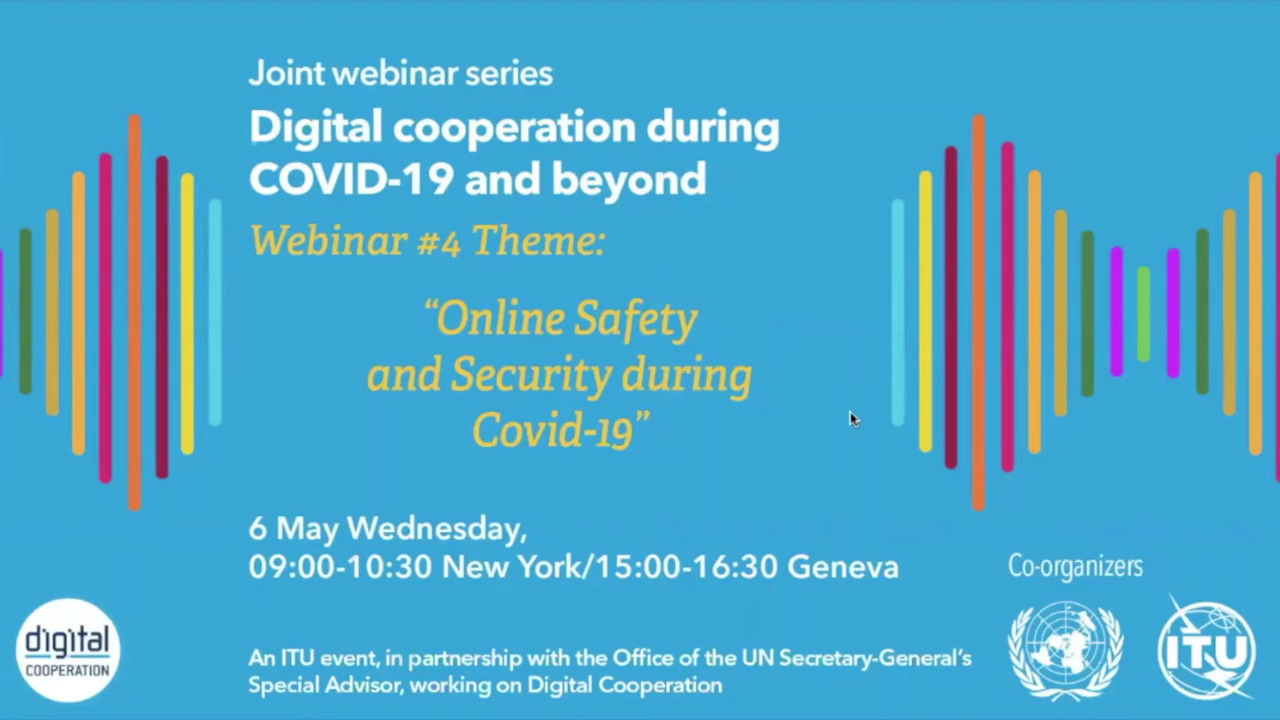 Joint webinar series
Digital cooperation during
COVID-19 and beyond
Webinar #4 Theme:
“Online Safety
and Security during
Covid-19”
6 May Wednesday,
09:00-10:30 New York/15:00-16:30 Geneva
Co-organizers
digital
COOPERATION
ITU
An ITU event, in partnership with the Office of the UN Secretary-General’s
Special Advisor, working on Digital Cooperation